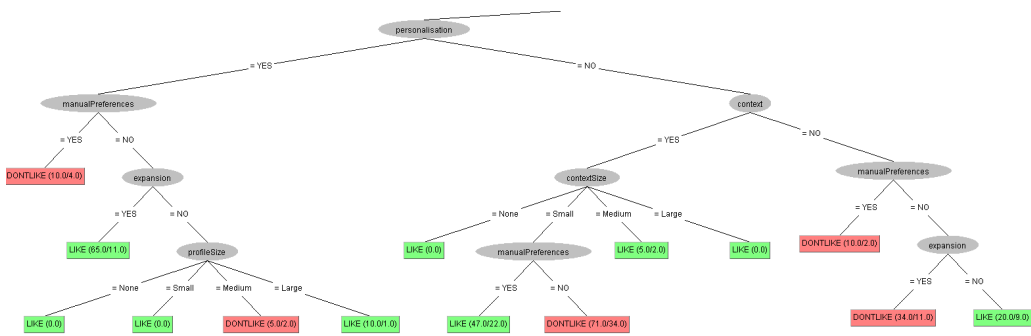 personalisation
= YES
= NO
manualPreferences
context
= YES
= NO
= YES
= NO
DONTLIKE (10.0/4.0)
expansion
contextSize
manualPreferences
= YES
= NO
= None
= Small
= Medium
= Large
= YES
= NO
LIKE (65.0/11.0)
profileSize
LIKE (0.0)
manualPreferences
LIKE (5.0/2.0)
LIKE (0.0)
DONTLIKE (10.0/2.0)
expansion
= None
= Small
= Medium
= Large
= YES
= NO
= YES
= NO
LIKE (0.0)
LIKE (0.0)
DONTLIKE (5.0/2.0)
LIKE (10.0/1.0)
LIKE (47.0/22.0)
DONTLIKE (71.0/34.0)
DONTLIKE (34.0/11.0)
LIKE (20.0/9.0)